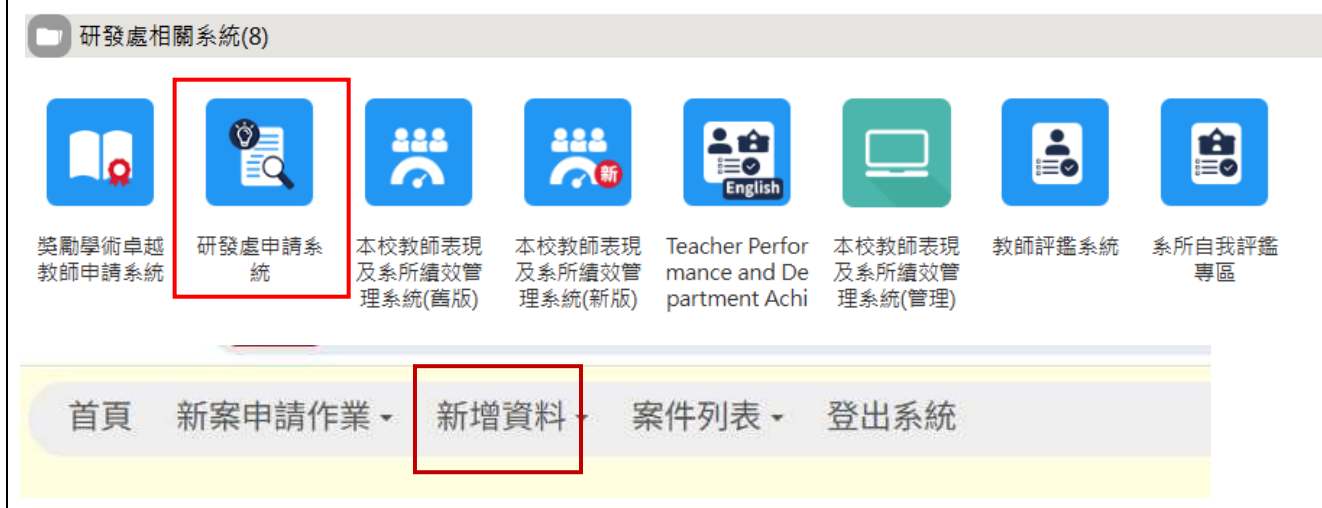 研發處相關系統(8)
新
English
獎勵學術卓越
教師申請系統
研發處申請系
統
本校教師表現
及系所績效管
理系統(舊版)
本校教師表現
及系所績效管
理系統(新版)
Teacher Perfor
mance and De
partment Achi
本校教師表現
及系所績效管
理系統(管理)
教師評鑑系統
系所自我評鑑
專區
首頁 新案申請作業 新增資料 案件列表 登出系統